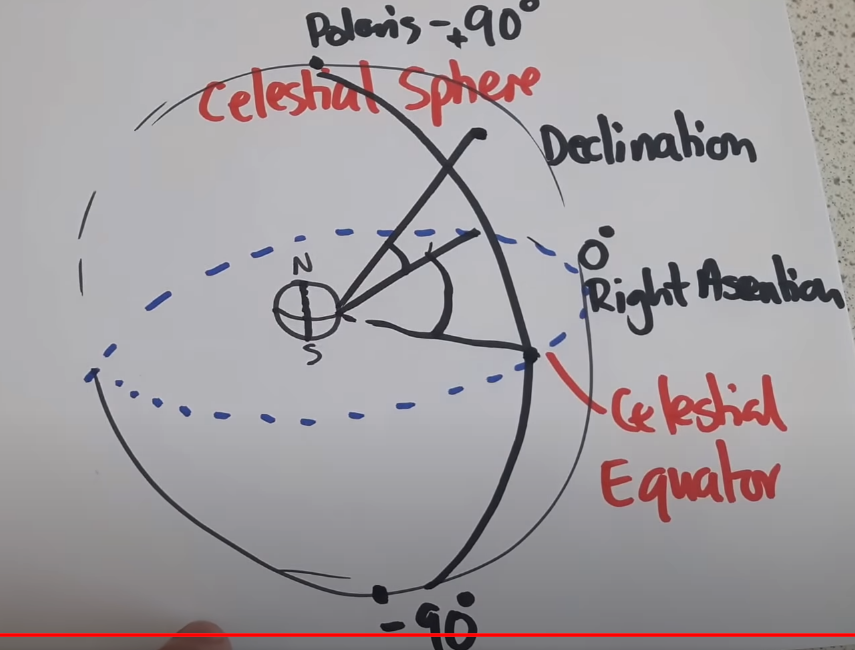 Polaris - +90°
Celestial Sphere
Declination
0°
Right Asention
N
S
Celestial
Equator
-90°